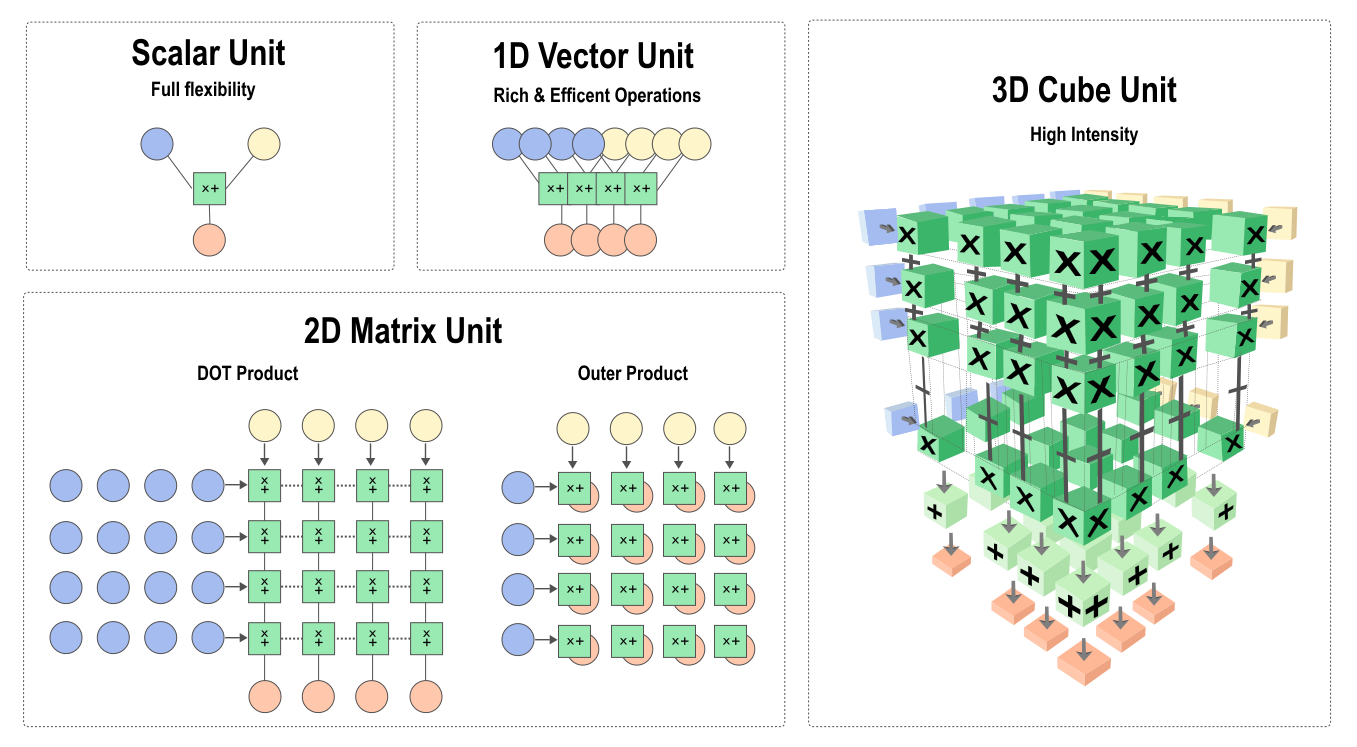 Scalar Unit
Full flexibility
×+
1D Vector Unit
Rich & Efficent Operations
×+ ×+ ×+ ×+
2D Matrix Unit
DOT Product
× × × ×
+ + + +
× × × ×
+ + + +
× × × ×
+ + + +
× × × ×
+ + + +
Outer Product
×+ ×+ ×+ ×+
×+ ×+ ×+ ×+
×+ ×+ ×+ ×+
×+ ×+ ×+ ×+
3D Cube Unit
High Intensity
X X X X X X X X
X X X X X X X X
X X X X X X X X
X X X X X X X X
+ + + + + + + +